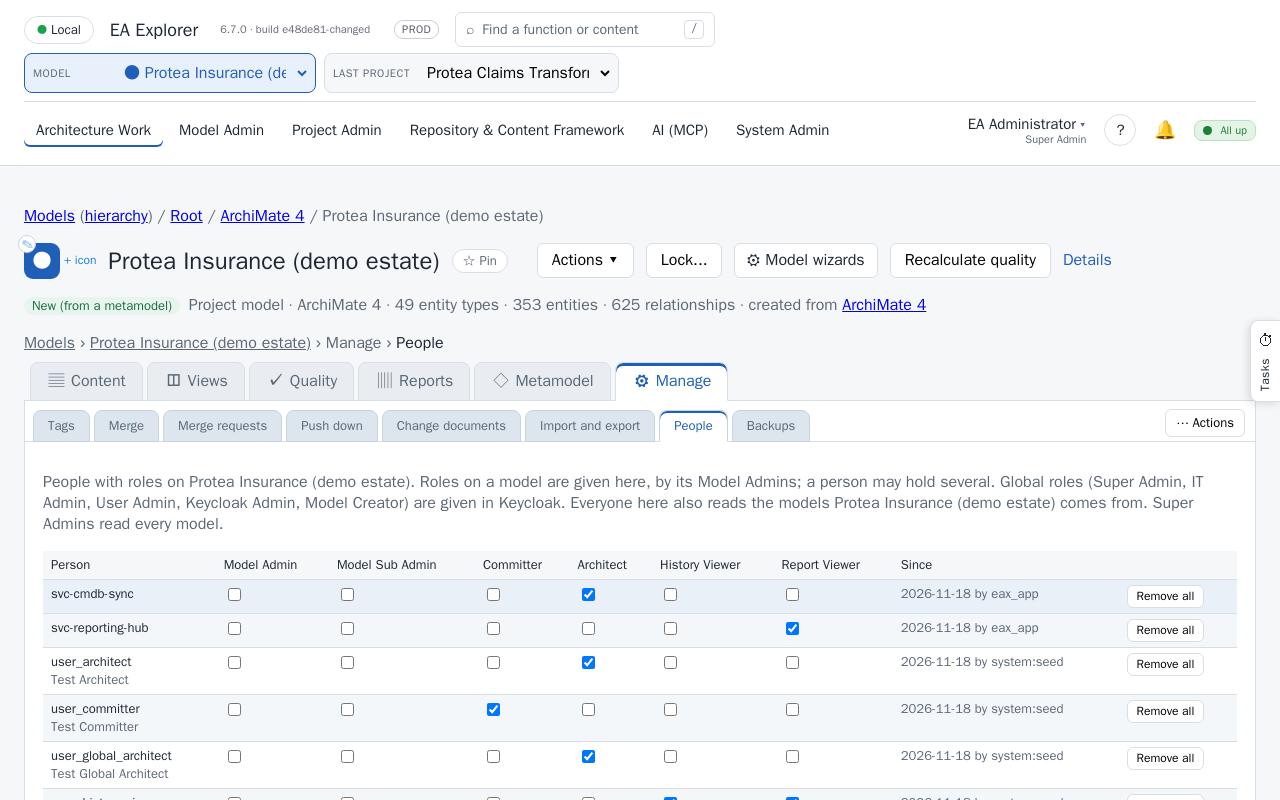 Local
EA Explorer
6.7.0 · build e48de81-changed
PROD
Find a function or content
/
MODEL
Protea Insurance (de
LAST PROJECT
Protea Claims Transfor
Architecture Work
Model Admin
Project Admin
Repository & Content Framework
AI (MCP)
System Admin
EA Administrator
Super Admin
?
All up
Models (hierarchy) / Root / ArchiMate 4 / Protea Insurance (demo estate)
+ icon
Protea Insurance (demo estate)
☆ Pin
Actions ▾
Lock...
⚙ Model wizards
Recalculate quality
Details
New (from a metamodel)
Project model · ArchiMate 4 · 49 entity types · 353 entities · 625 relationships · created from ArchiMate 4
Models › Protea Insurance (demo estate) › Manage › People
Content
Views
Quality
Reports
Metamodel
Manage
Tags
Merge
Merge requests
Push down
Change documents
Import and export
People
Backups
··· Actions
Tasks
People with roles on Protea Insurance (demo estate). Roles on a model are given here, by its Model Admins; a person may hold several. Global roles (Super Admin, IT
Admin, User Admin, Keycloak Admin, Model Creator) are given in Keycloak. Everyone here also reads the models Protea Insurance (demo estate) comes from. Super
Admins read every model.
Person Model Admin Model Sub Admin Committer Architect History Viewer Report Viewer Since
svc-cmdb-sync 2026-11-18 by eax_app Remove all
svc-reporting-hub 2026-11-18 by eax_app Remove all
user_architect 2026-11-18 by system:seed Remove all
Test Architect
user_committer 2026-11-18 by system:seed Remove all
Test Committer
user_global_architect 2026-11-18 by system:seed Remove all
Test Global Architect